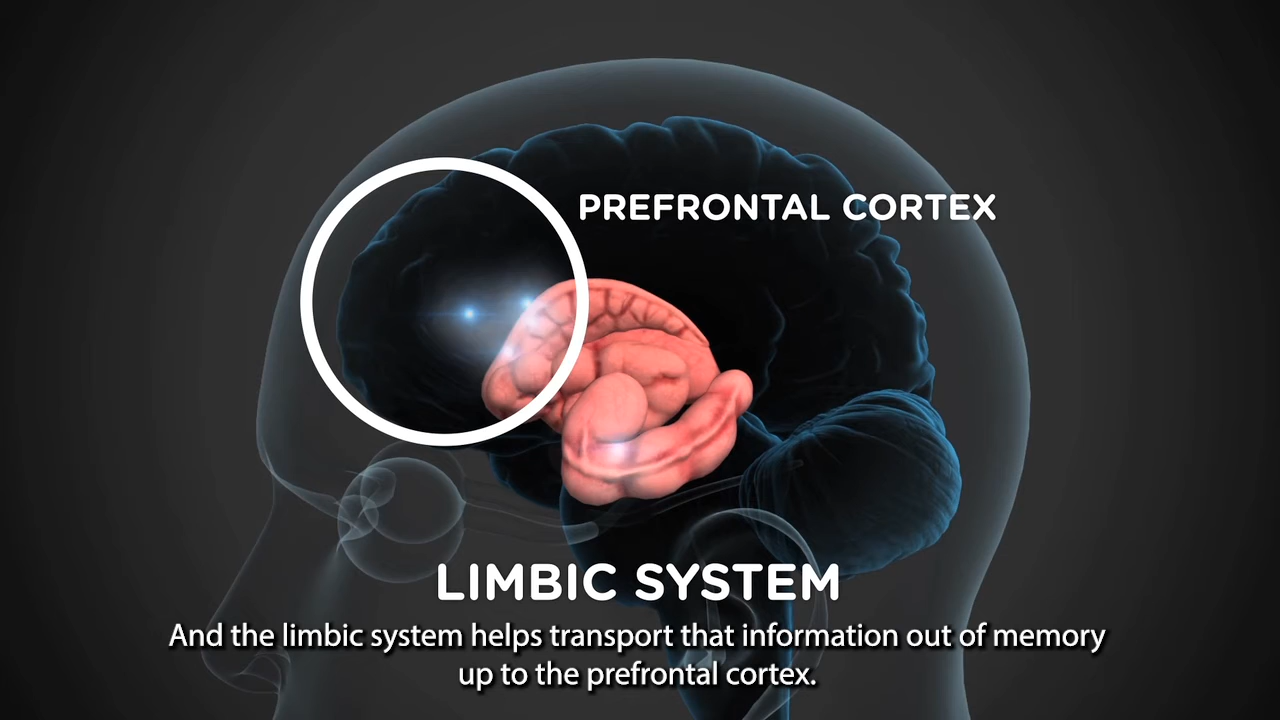 PREFRONTAL CORTEX
LIMBIC SYSTEM
And the limbic system helps transport that information out of memory
up to the prefrontal cortex.